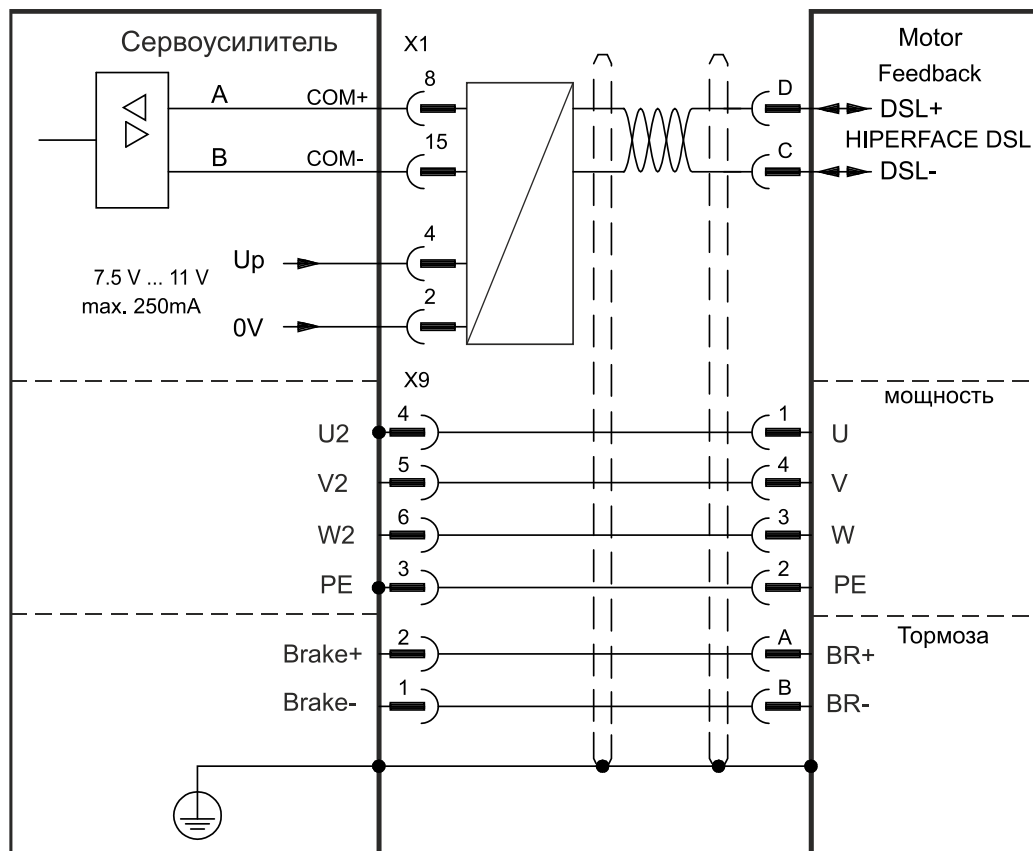 Сервоусилитель
X1
Motor
Feedback
A
COM+
8
D
DSL+
HIPERFACE DSL
B
COM-
15
C
DSL-
Up
4
7.5 V ... 11 V
max. 250mA
0V
2
X9
мощность
U2
4
1
U
V2
5
4
V
W2
6
3
W
PE
3
2
PE
Тормоза
Brake+
2
A
BR+
Brake-
1
B
BR-